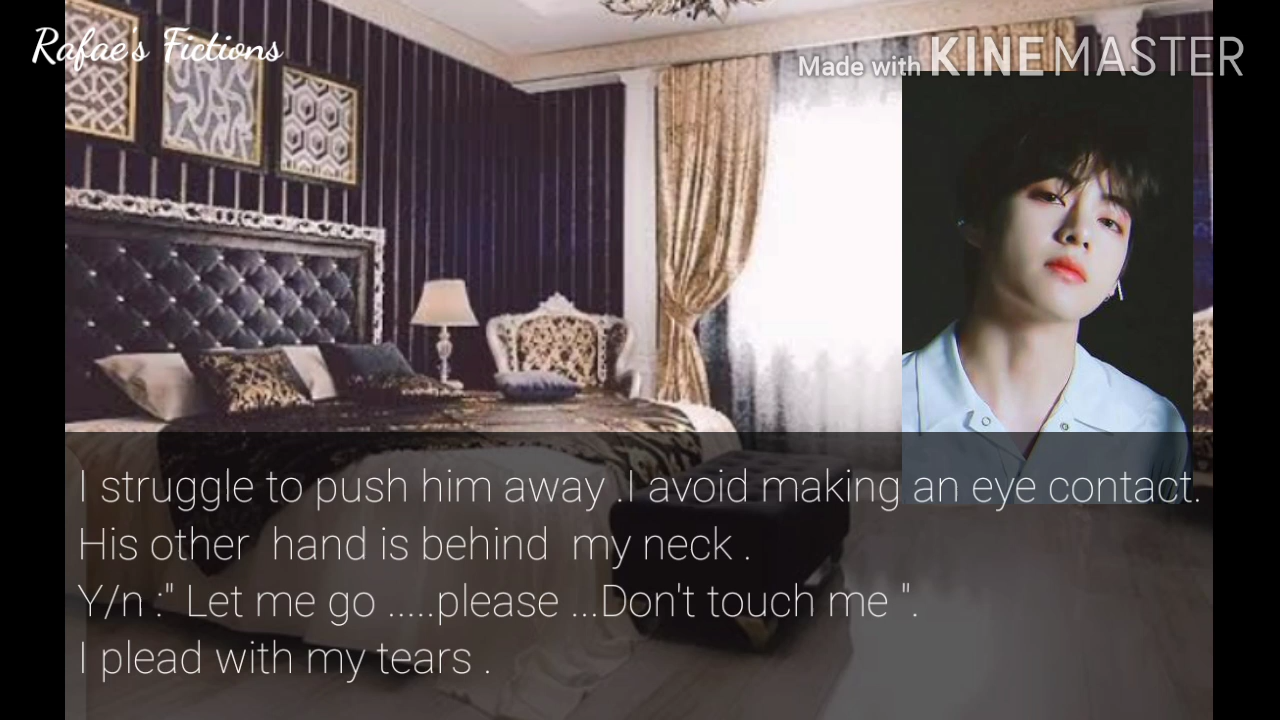 Rafae's Fictions
Made with KINEMASTER
I struggle to push him away .I avoid making an eye contact.
His other hand is behind my neck .
Y/n :" Let me go .....please ...Don't touch me ".
I plead with my tears .